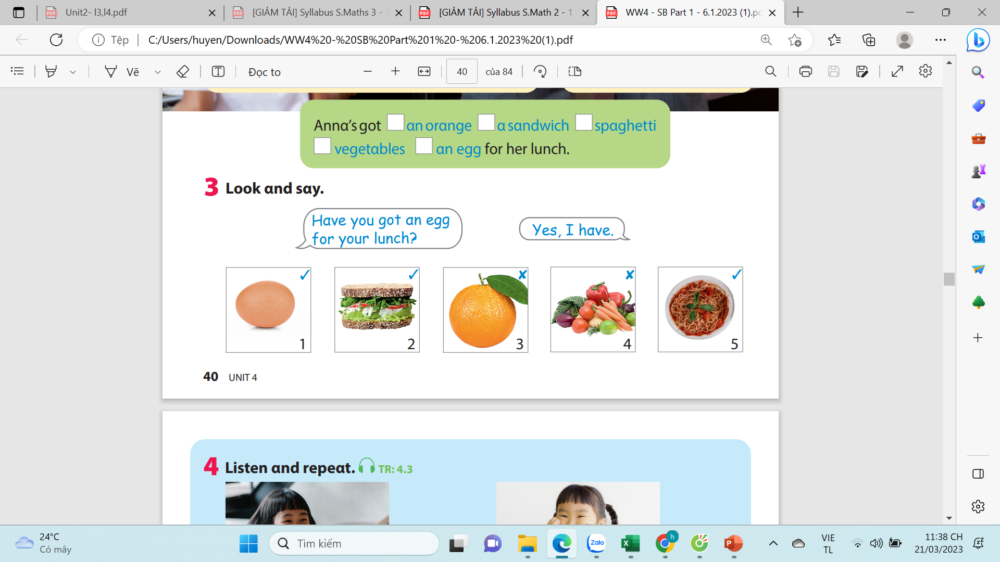 Unit2- l3,l4.pdf
[GIẢM TẢI] Syllabus S.Maths 3 - 1
[GIẢM TẢI] Syllabus S.Math 2 - 1
WW4 - SB Part 1 - 6.1.2023 (1).pd
Tệp
C:/Users/huyen/Downloads/WW4%20-%20SB%20Part%201%20-%206.1.2023%20(1).pdf
Vẽ
Đọc to
40
của 84
Anna's got an orange a sandwich spaghetti
vegetables an egg for her lunch.
3 Look and say.
Have you got an egg
for your lunch?
Yes, I have.
1
2
3
4
5
40 UNIT 4
4 Listen and repeat. TR: 4.3
24°C
Có mây
Tìm kiếm
Zalo
h
VIE
TL
11:38 CH
21/03/2023